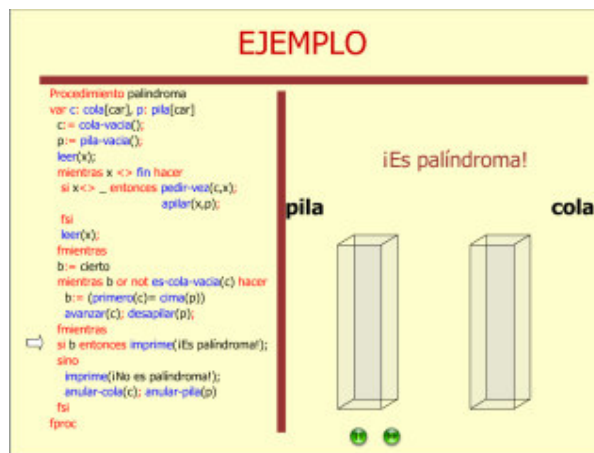 EJEMPLO
Procedimiento palindroma
var c: cola[car], p: pila[car]
c:= cola-vacia();
p:= pila-vacia();
leer(x);
mientras x <> fin hacer
si x<> _ entonces pedir-vez(c,x);
apilar(x,p);
fsi
leer(x);
fmientras
b:= cierto
mientras b or not es-cola-vacia(c) hacer
b:= (primero(c)= cima(p))
avanzar(c); desapilar(p);
fmientras
si b entonces imprime(¡Es palíndroma!);
sino
imprime(¡No es palíndroma!);
anular-cola(c); anular-pila(p)
fsi
fproc
¡Es palíndroma!
pila
cola